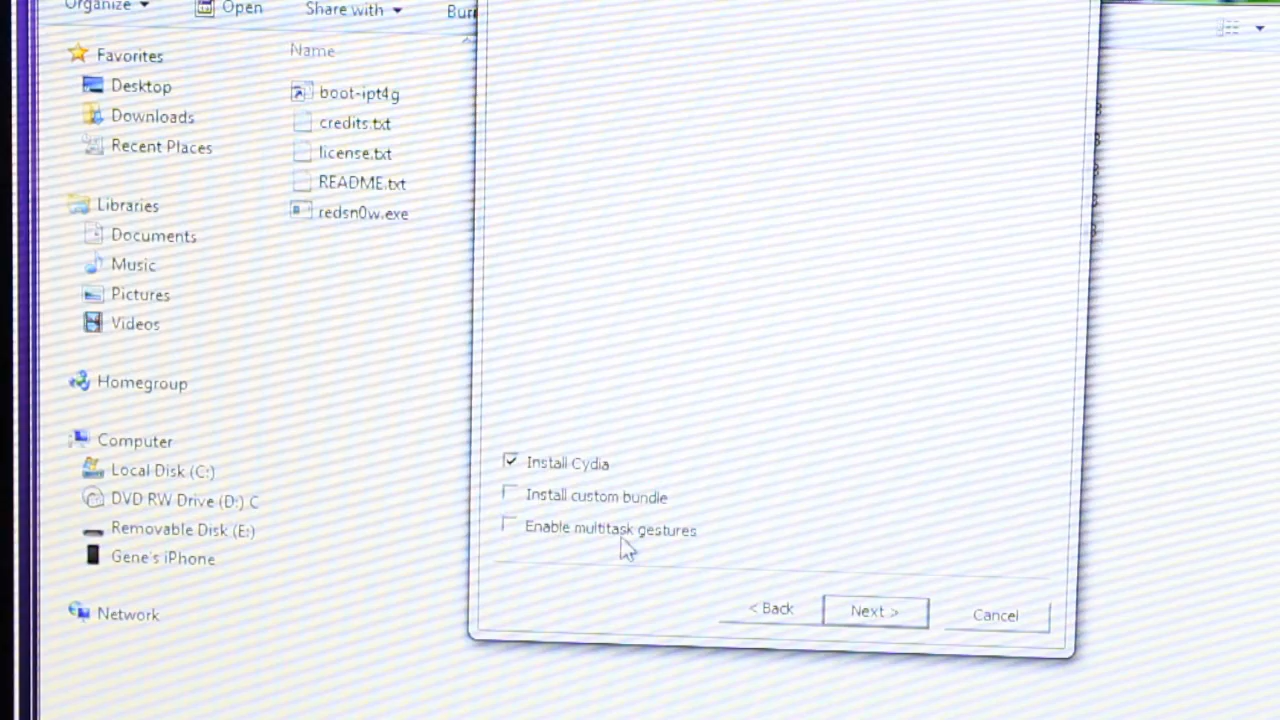 Organize
Open
Share with
Favorites
Desktop
Downloads
Recent Places
Libraries
Documents
Music
Pictures
Videos
Homegroup
Computer
Local Disk (C:)
DVD RW Drive (D:) C
Removable Disk (E:)
Gene's iPhone
Network
Name
boot-ipt4g
credits.txt
license.txt
README.txt
redsn0w.exe
Install Cydia
Install custom bundle
Enable multitask gestures
< Back
Next >
Cancel